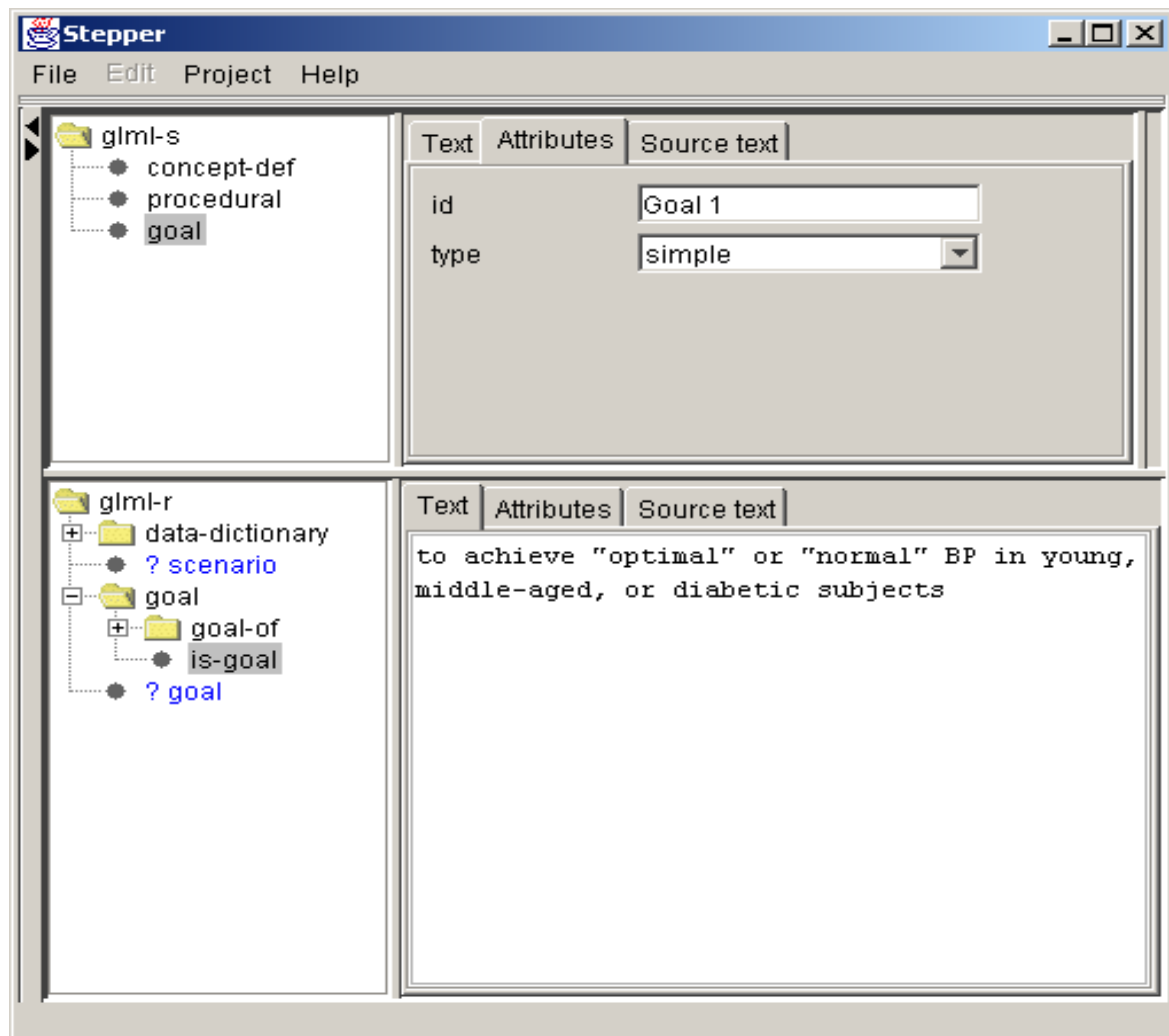 Stepper
File Edit Project Help
glml-s
concept-def
procedural
goal
Text Attributes Source text
id Goal 1
type simple
glml-r
data-dictionary
? scenario
goal
goal-of
is-goal
? goal
Text Attributes Source text
to achieve "optimal" or "normal" BP in young,
middle-aged, or diabetic subjects